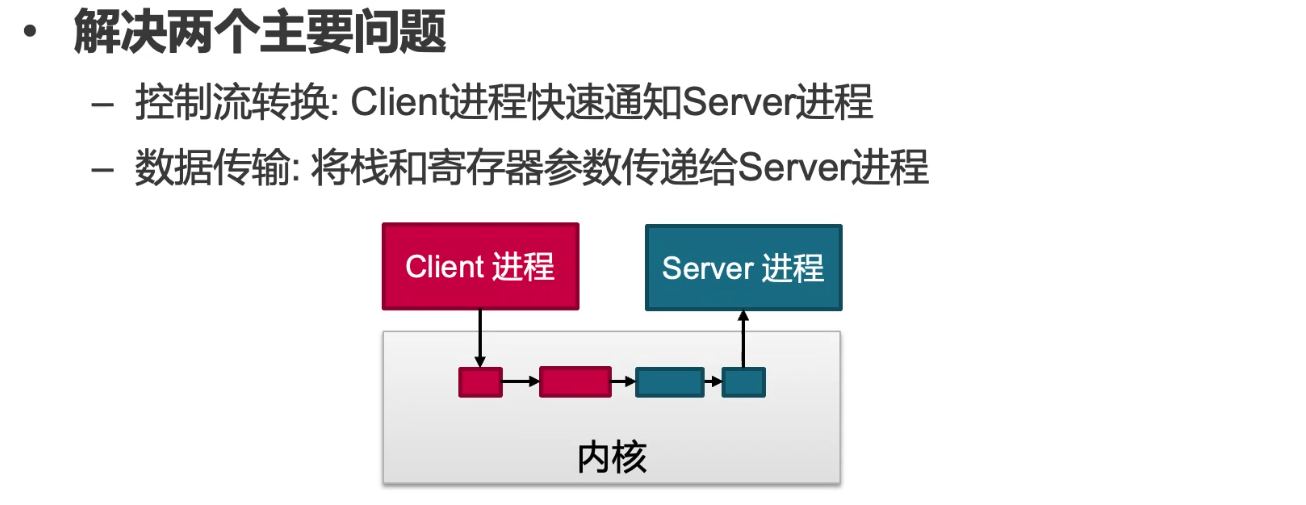 • 解决两个主要问题
– 控制流转换: Client进程快速通知Server进程
– 数据传输: 将栈和寄存器参数传递给Server进程
Client 进程
Server 进程
内核